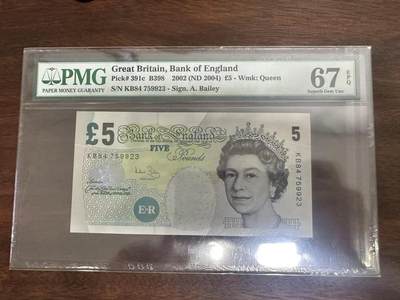 PMG
PAPER MONEY GUARANTY
Great Britain, Bank of England
Pick# 391c B398 2002 (ND 2004) £5 - Wmk: Queen
S/N KB84 759923 - Sign. A. Bailey
67 EPQ
Superb Gem Unc
£5
Bank of England
5
KB84 759923
FIVE
Pounds
KB84 759923
E·R